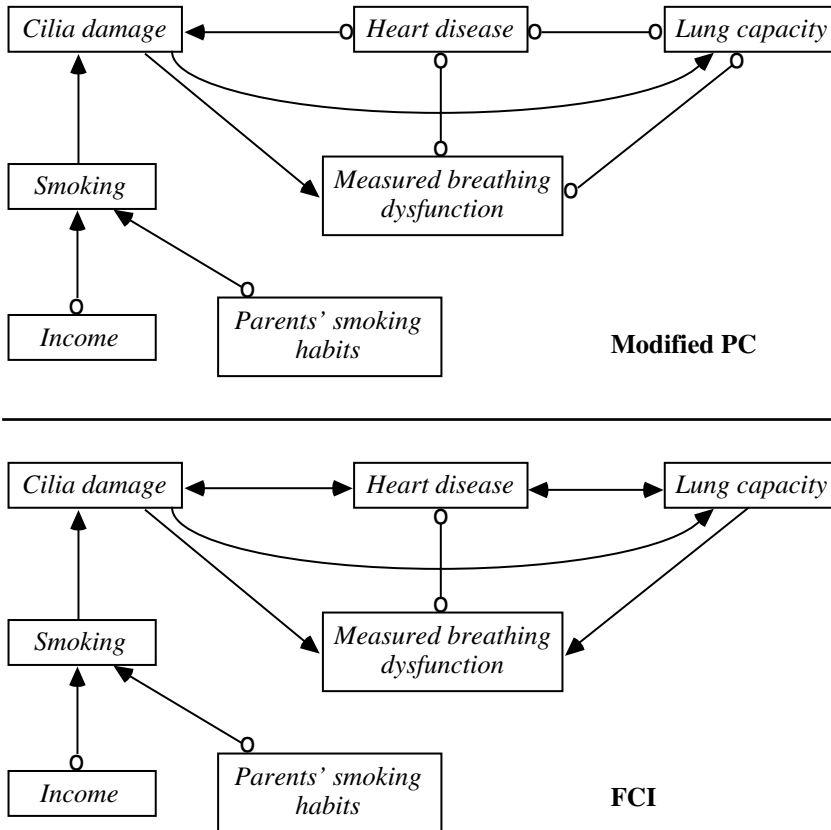 Cilia damage
Heart disease
Lung capacity
Smoking
Measured breathing
dysfunction
Income
Parents' smoking
habits
Modified PC
Cilia damage
Heart disease
Lung capacity
Smoking
Measured breathing
dysfunction
Income
Parents' smoking
habits
FCI